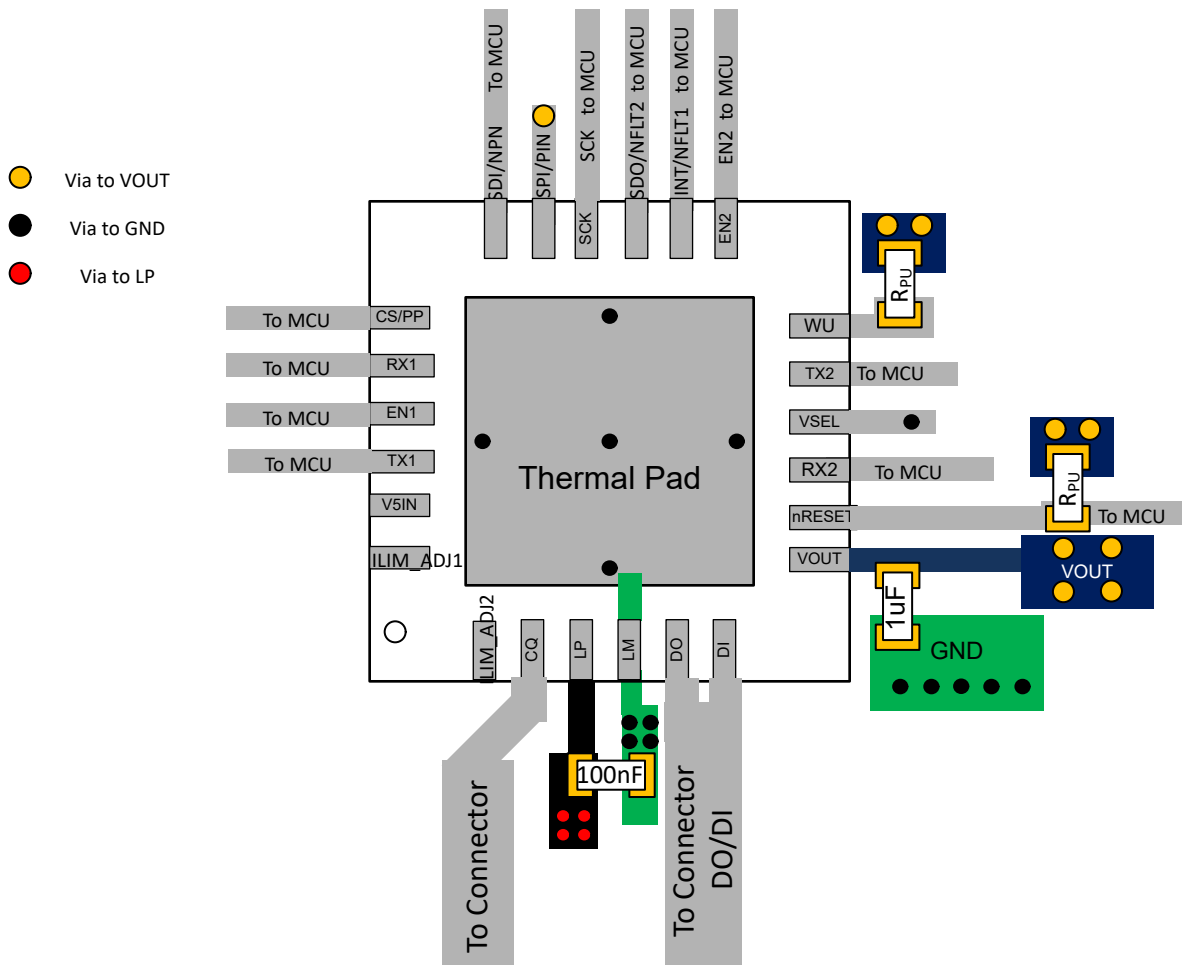 SDI/NPN To MCU
SPI/PIN
SCK to MCU
SDO/NFLT2 to MCU
INT/NFLT1 to MCU
EN2 to MCU
Via to VOUT
Via to GND
Via to LP
SCK
EN2
To MCU
CS/PP
To MCU
RX1
To MCU
EN1
To MCU
TX1
V5IN
ILIM_ADJ1
Thermal Pad
WU
RPU
TX2
To MCU
VSEL
RX2
To MCU
RPU
nRESET
To MCU
VOUT
VOUT
1uF
GND
ILIM_ADJ2
CQ
LP
LM
DO
DI
100nF
To Connector
To Connector
DO/DI